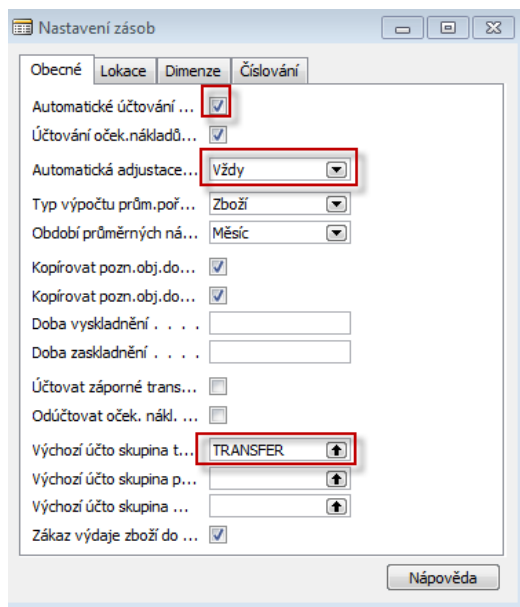 Nastavení zásob
Obecné Lokace Dimenze Číslování
Automatické účtování ...
Účtování oček.nákladů...
Automatická adjustace... Vždy
Typ výpočtu prům.poř... Zboží
Období průměrných ná... Měsíc
Kopírovat pozn.obj.do...
Kopírovat pozn.obj.do...
Doba vyskladnění . . . .
Doba zaskladnění . . . .
Účtovat záporné trans...
Odúčtovat oček. nákl. ...
Výchozí účto skupina t... TRANSFER
Výchozí účto skupina p...
Výchozí účto skupina ...
Zákaz výdaje zboží do ...
Nápověda